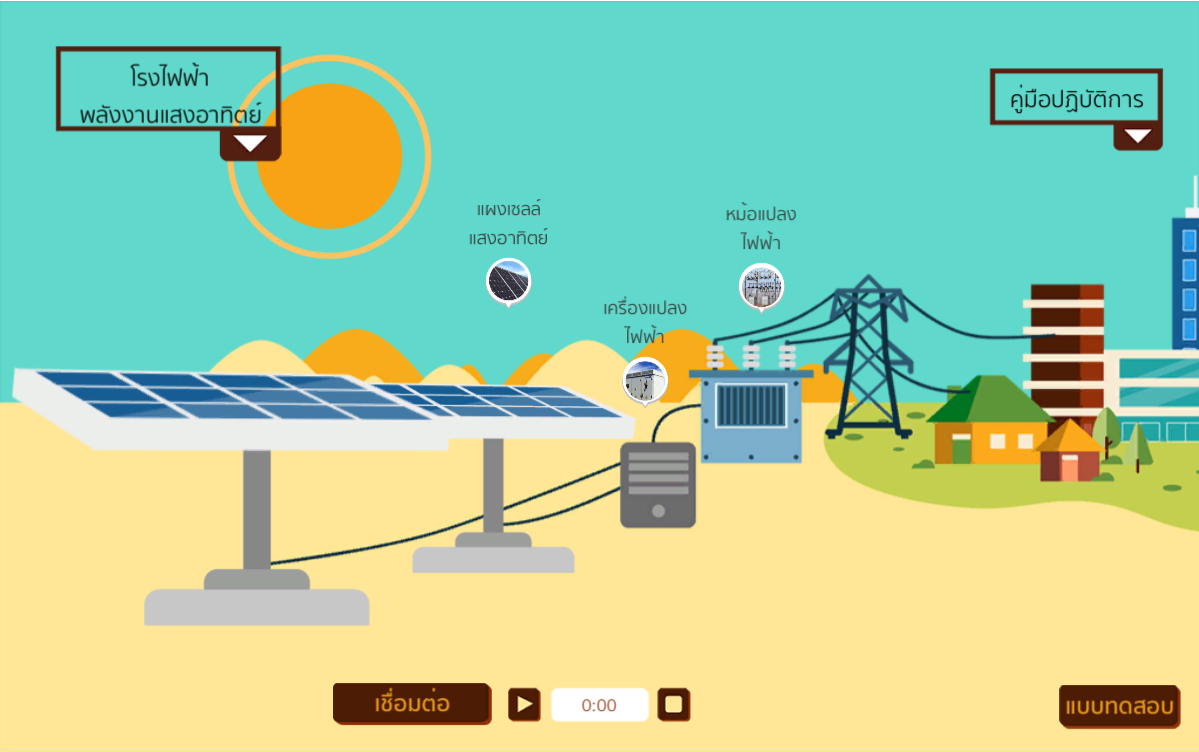 โรงไฟฟ้า
พลังงานแสงอาทิตย์
คู่มือปฏิบัติการ
แผงเซลล์
แสงอาทิตย์
หม้อแปลง
ไฟฟ้า
เครื่องแปลง
ไฟฟ้า
เชื่อมต่อ
0:00
แบบทดสอบ